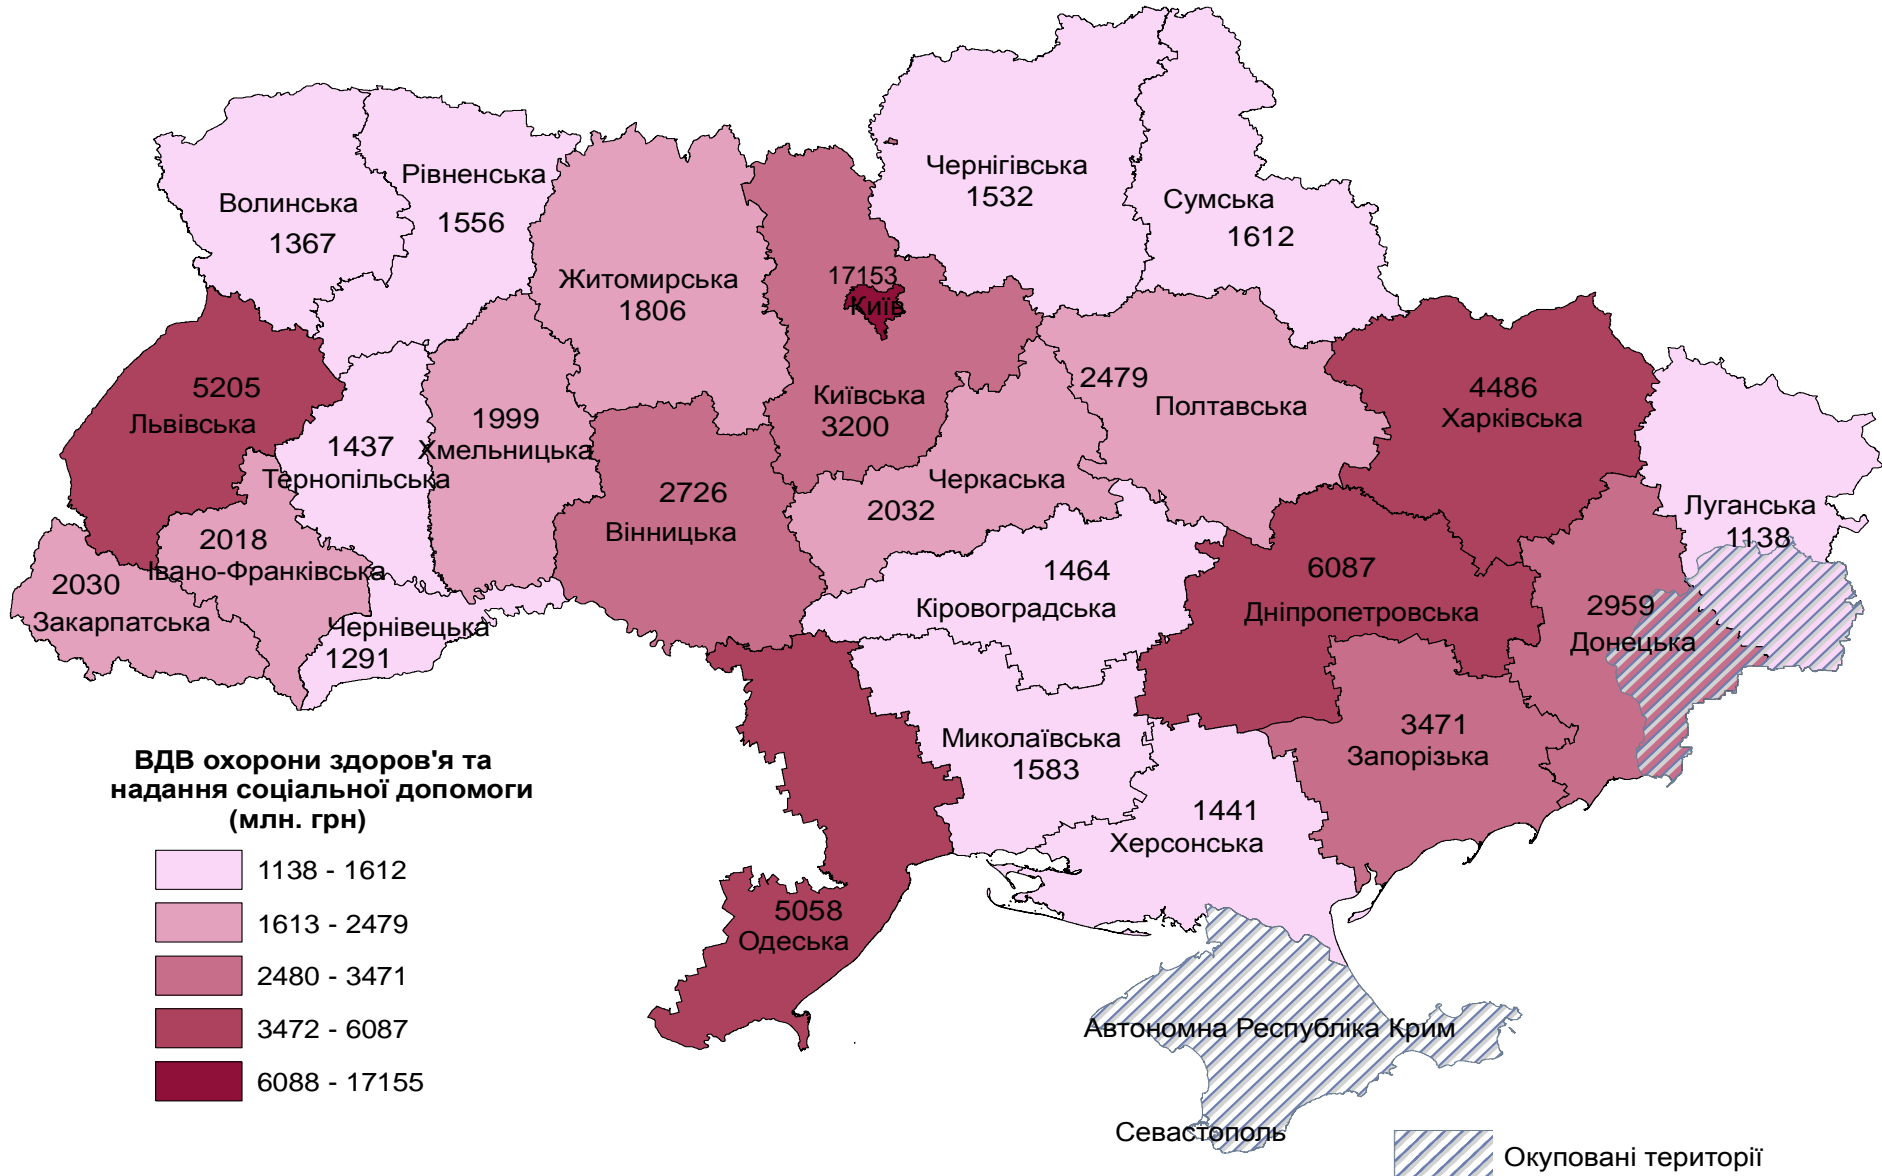 Чернігівська
1532
Рівненська
1556
Волинська
1367
Сумська
1612
Житомирська
1806
17153
Київ
5205
Львівська
1437
Тернопільська
1999
Хмельницька
Київська
3200
2479
Полтавська
4486
Харківська
2726
Вінницька
Черкаська
2032
Луганська
1138
2018
Івано-Франківська
2030
Закарпатська
Чернівецька
1291
1464
Кіровоградська
6087
Дніпропетровська
2959
Донецька
Миколаївська
1583
3471
Запорізька
1441
Херсонська
5058
Одеська
Автономна Республіка Крим
Севастополь
ВДВ охорони здоров'я та
надання соціальної допомоги
(млн. грн)
1138 - 1612
1613 - 2479
2480 - 3471
3472 - 6087
6088 - 17155
Окуповані території